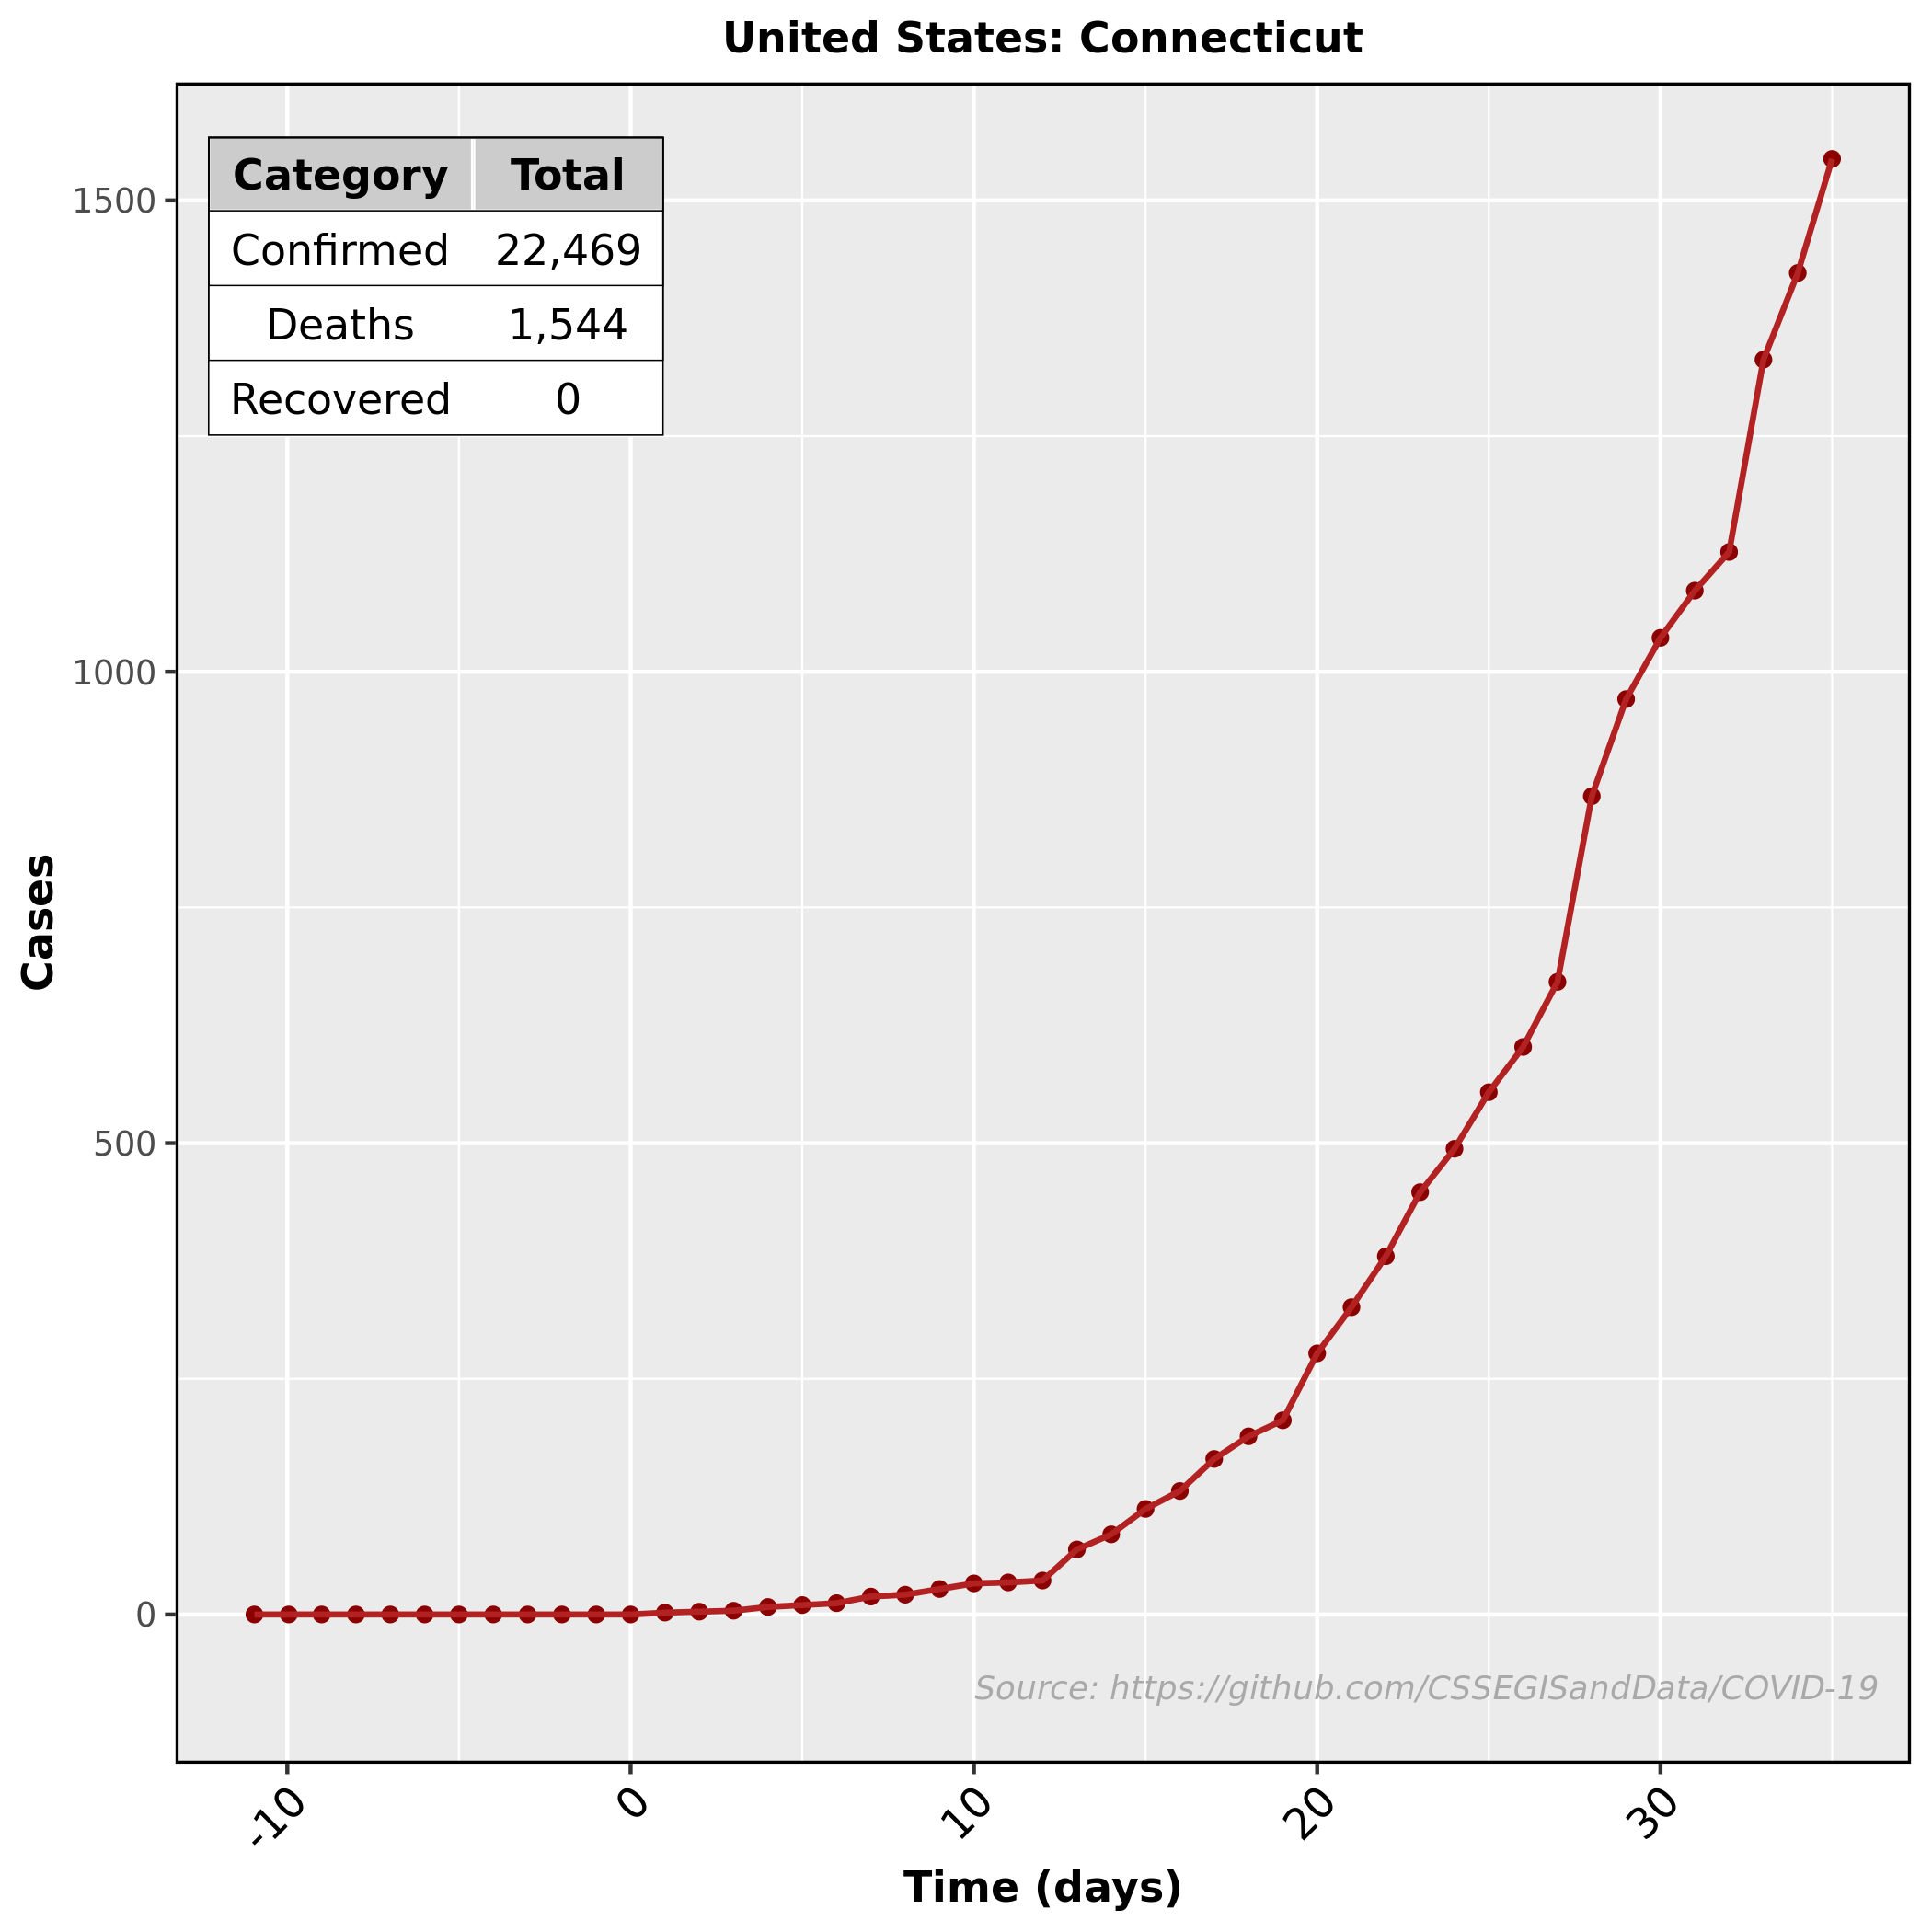 United States: Connecticut
Category Total
Confirmed 22,469
Deaths 1,544
Recovered 0
1500
1000
500
0
Cases
Source: https://github.com/CSSEGISandData/COVID-19
-10 0 10 20 30
Time (days)